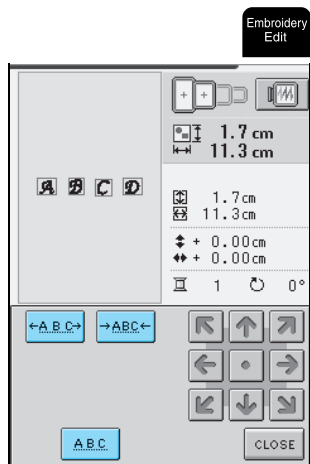 Embroidery
Edit
1.7 cm
11.3 cm
A B C D
1.7cm
11.3cm
+ 0.00cm
+ 0.00cm
1 0°
←A B C→ →ABC←
ABC
CLOSE